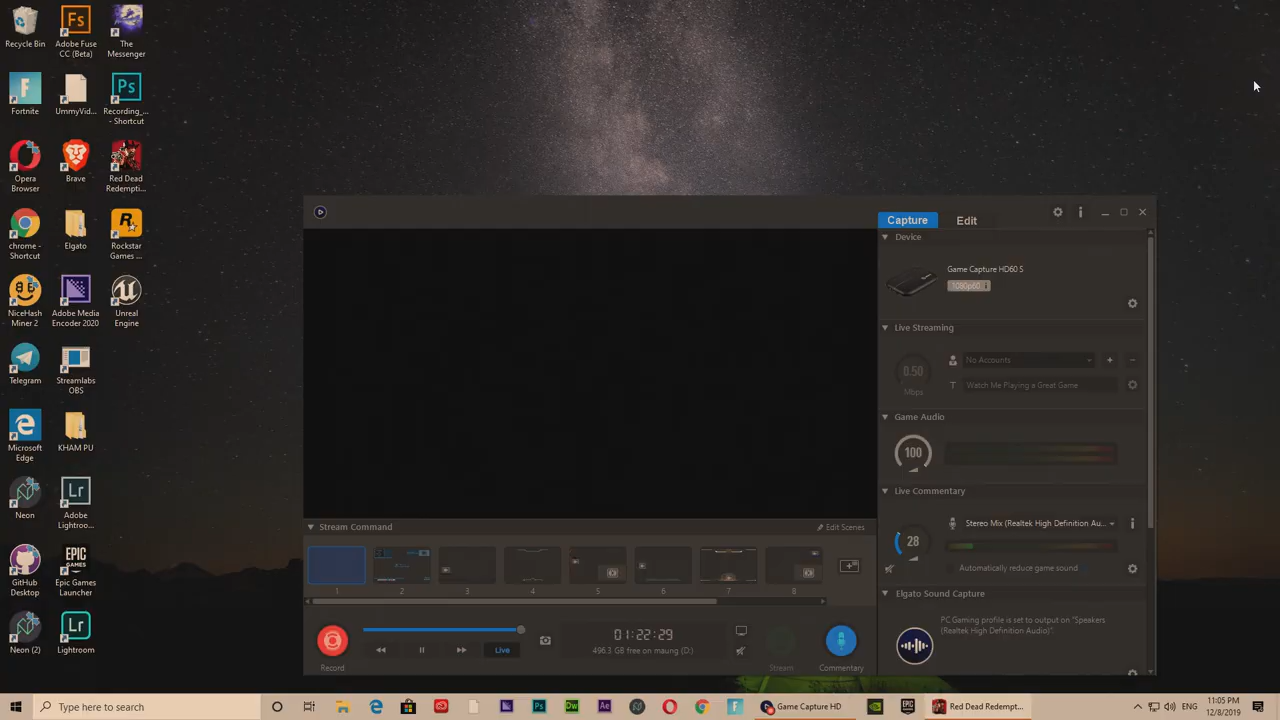 Recycle Bin
Adobe Fuse
CC (Beta)
The
Messenger
Fortnite
UmmyVid...
Recording_...
- Shortcut
Opera
Browser
Brave
Red Dead
Redempti...
chrome -
Shortcut
Elgato
Rockstar
Games ...
NiceHash
Miner 2
Adobe Media
Encoder 2020
Unreal
Engine
Telegram
Streamlabs
OBS
Microsoft
Edge
KHAM PU
Neon
Adobe
Lightroo...
GitHub
Desktop
Epic Games
Launcher
Neon (2)
Lightroom
Capture
Edit
Device
Game Capture HD60 S
1080p60
Live Streaming
0.50
Mbps
No Accounts
T Watch Me Playing a Great Game
Game Audio
100
Live Commentary
Stereo Mix (Realtek High Definition Au...
28
Automatically reduce game sound
Elgato Sound Capture
PC Gaming profile is set to output on "Speakers
(Realtek High Definition Audio)".
Stream Command
Edit Scenes
1 2 3 4 5 6 7 8
Record
Live
01:22:29
496.3 GB free on maung (D:)
Stream
Commentary
Type here to search
Game Capture HD
Red Dead Redempt...
ENG
11:05 PM
12/8/2019